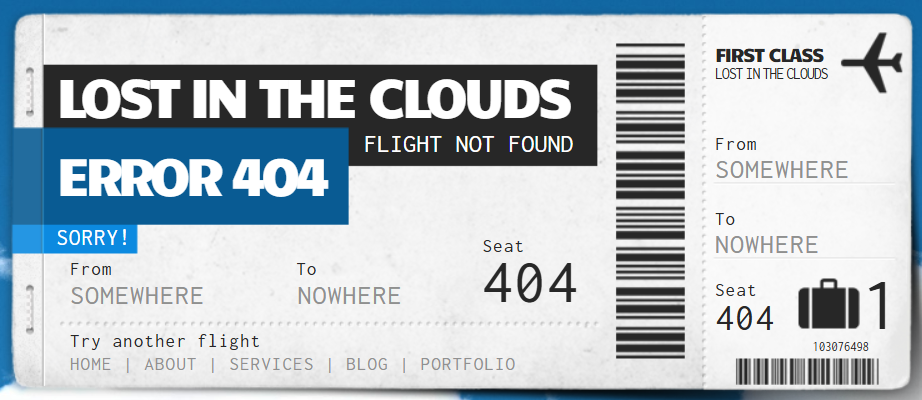 LOST IN THE CLOUDS
FLIGHT NOT FOUND
ERROR 404
SORRY!
From
SOMEWHERE
To
NOWHERE
Seat
404
Try another flight
HOME | ABOUT | SERVICES | BLOG | PORTFOLIO
FIRST CLASS
LOST IN THE CLOUDS
From
SOMEWHERE
To
NOWHERE
Seat
404
1
103076498